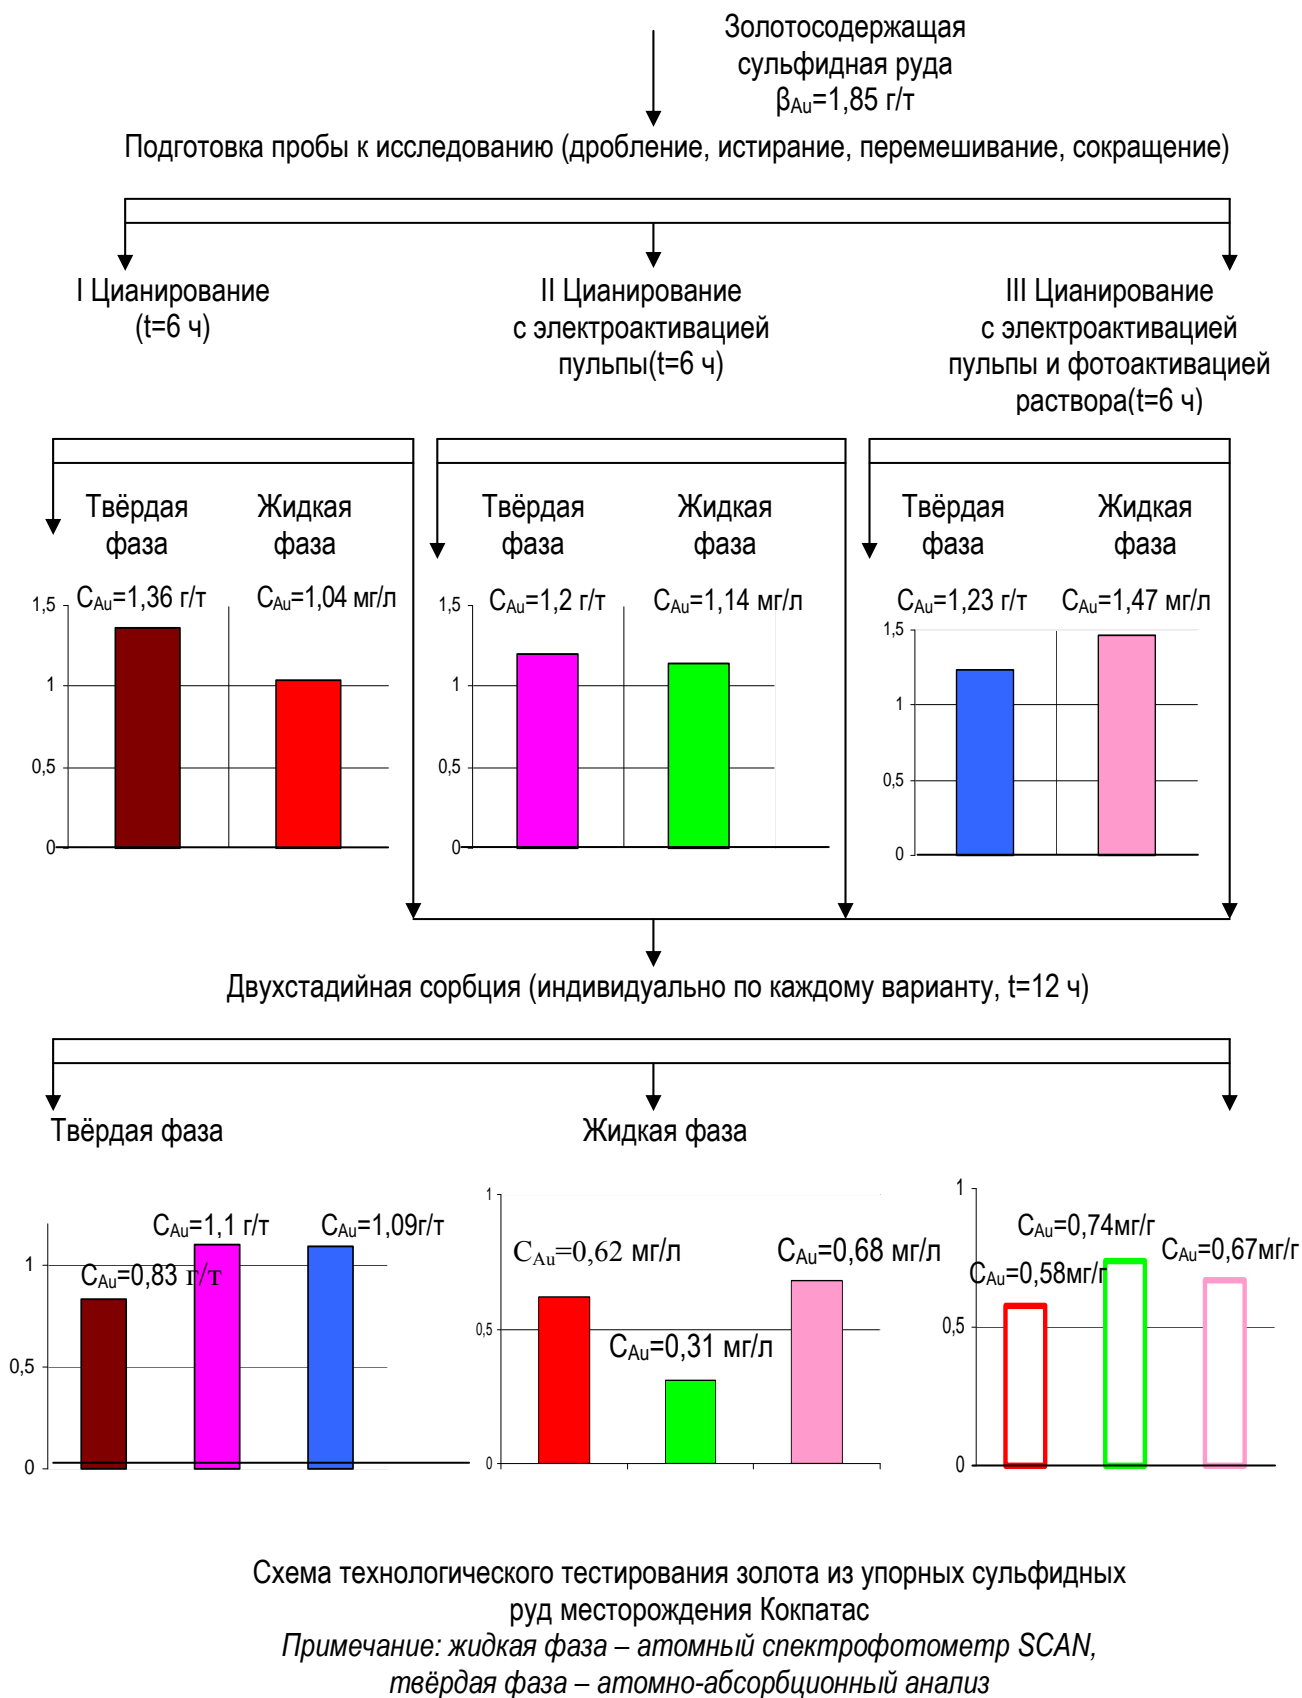 Золотосодержащая
сульфидная руда
βAu=1,85 г/т
Подготовка пробы к исследованию (дробление, истирание, перемешивание, сокращение)
I Цианирование
(t=6 ч)
II Цианирование
с электроактивацией
пульпы(t=6 ч)
III Цианирование
с электроактивацией
пульпы и фотоактивацией
раствора(t=6 ч)
Твёрдая
фаза
Жидкая
фаза
Твёрдая
фаза
Жидкая
фаза
Твёрдая
фаза
Жидкая
фаза
CAu=1,36 г/т
CAu=1,04 мг/л
1,5
1
0,5
0
CAu=1,2 г/т
CAu=1,14 мг/л
1,5
1
0,5
0
CAu=1,23 г/т
CAu=1,47 мг/л
1,5
1
0,5
0
Двухстадийная сорбция (индивидуально по каждому варианту, t=12 ч)
Твёрдая фаза
Жидкая фаза
CAu=1,1 г/т
CAu=1,09г/т
CAu=0,83 г/т
1
0,5
0
1
CAu=0,62 мг/л
CAu=0,68 мг/л
0,5
CAu=0,31 мг/л
0
1
CAu=0,74мг/г
CAu=0,67мг/г
CAu=0,58мг/г
0,5
0
Схема технологического тестирования золота из упорных сульфидных
руд месторождения Кокпатас
Примечание: жидкая фаза – атомный спектрофотометр SCAN,
твёрдая фаза – атомно-абсорбционный анализ